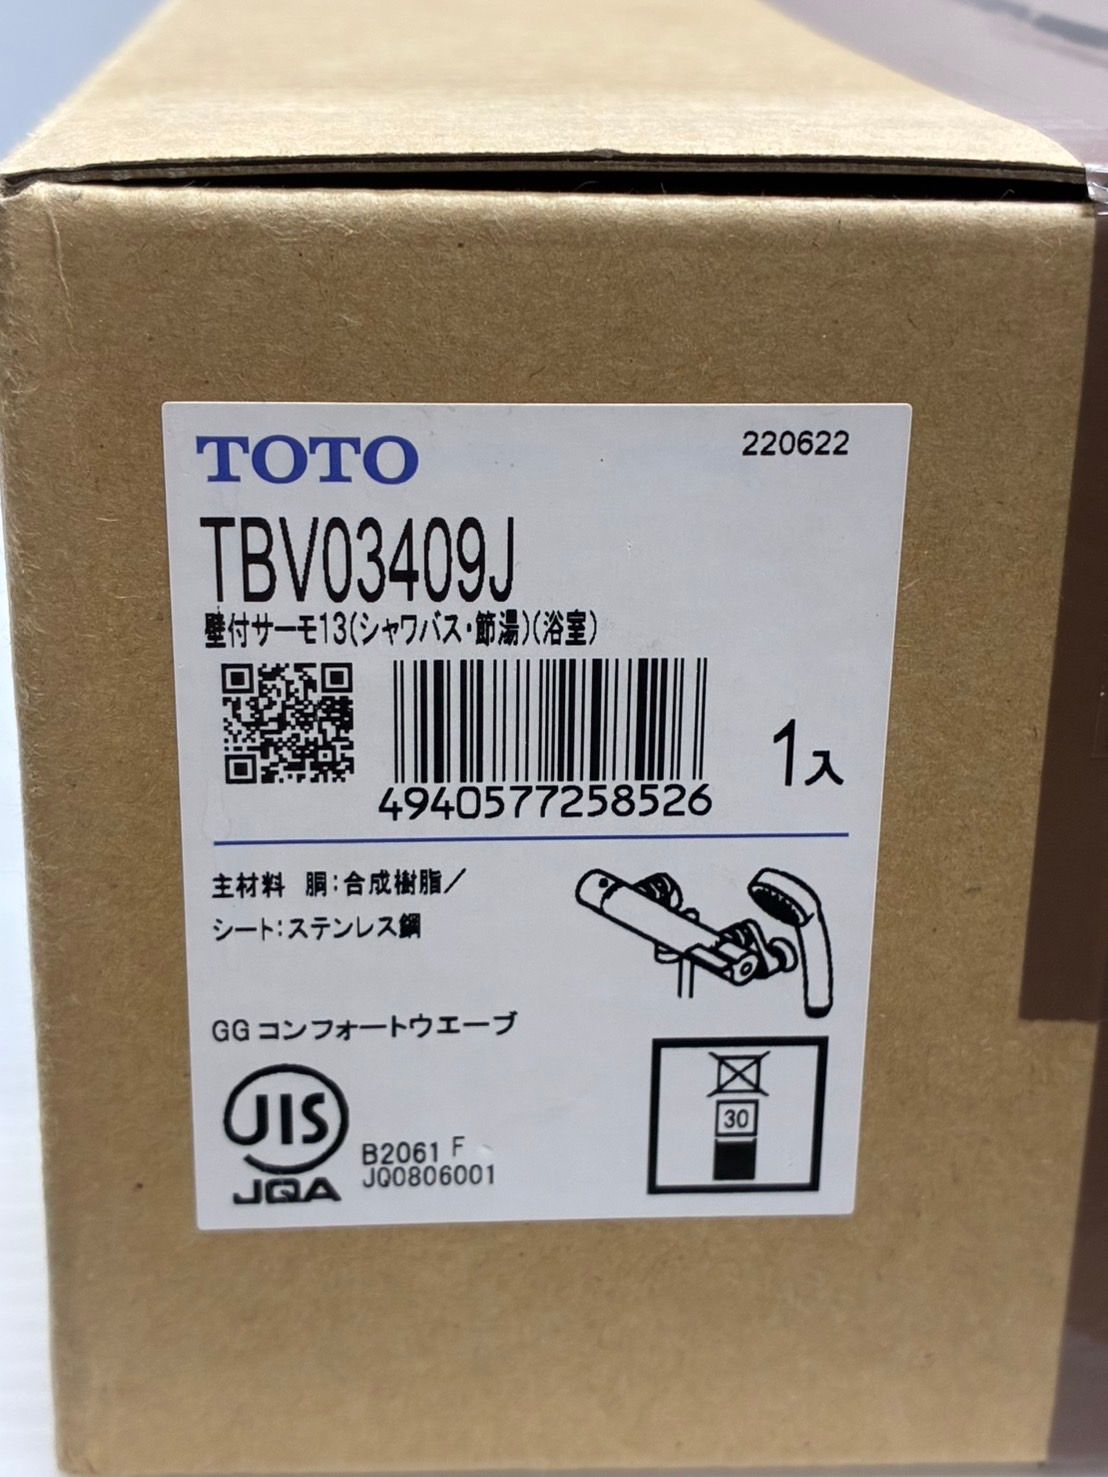 TOTO
220622
TBV03409J
壁付サーモ13(シャワバス・節湯)(浴室)
4940577258526
1入
主材料 胴:合成樹脂/
シート:ステンレス鋼
GGコンフォートウエーブ
JIS
JQA
B2061 F
JQ0806001
30